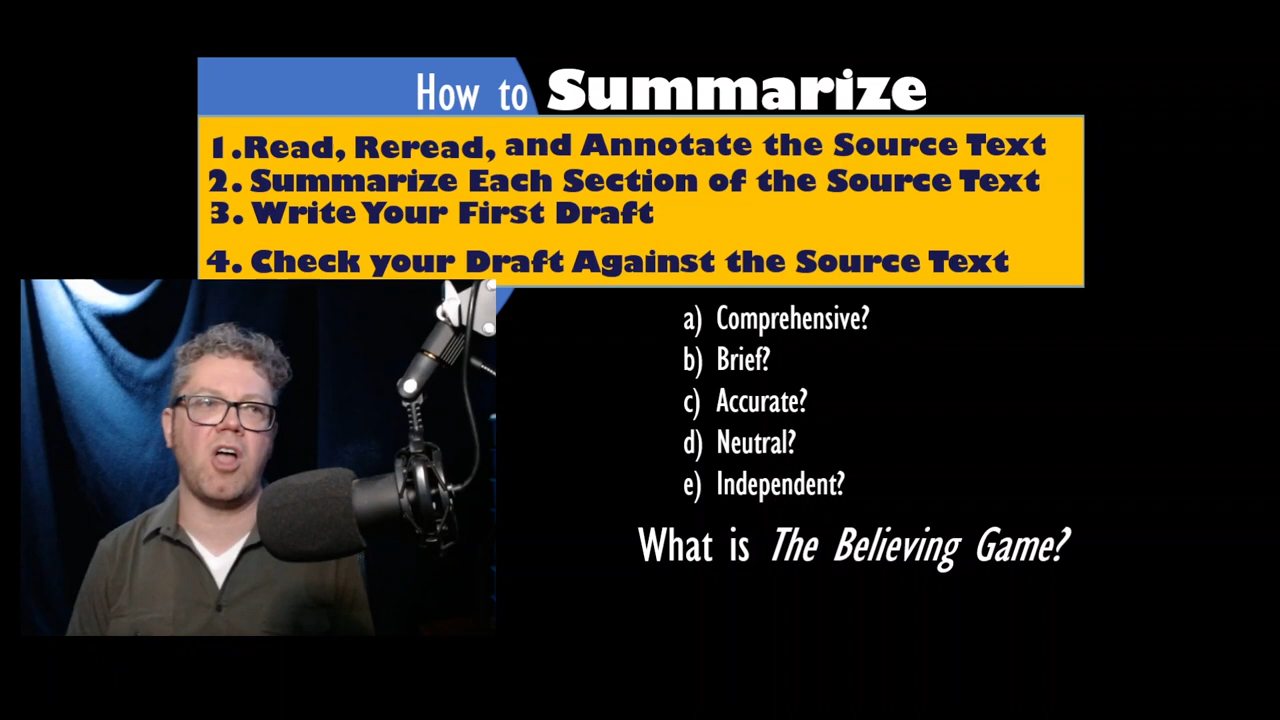 How to Summarize
1.Read, Reread, and Annotate the Source Text
2. Summarize Each Section of the Source Text
3. Write Your First Draft
4. Check your Draft Against the Source Text
a) Comprehensive?
b) Brief?
c) Accurate?
d) Neutral?
e) Independent?
What is The Believing Game?